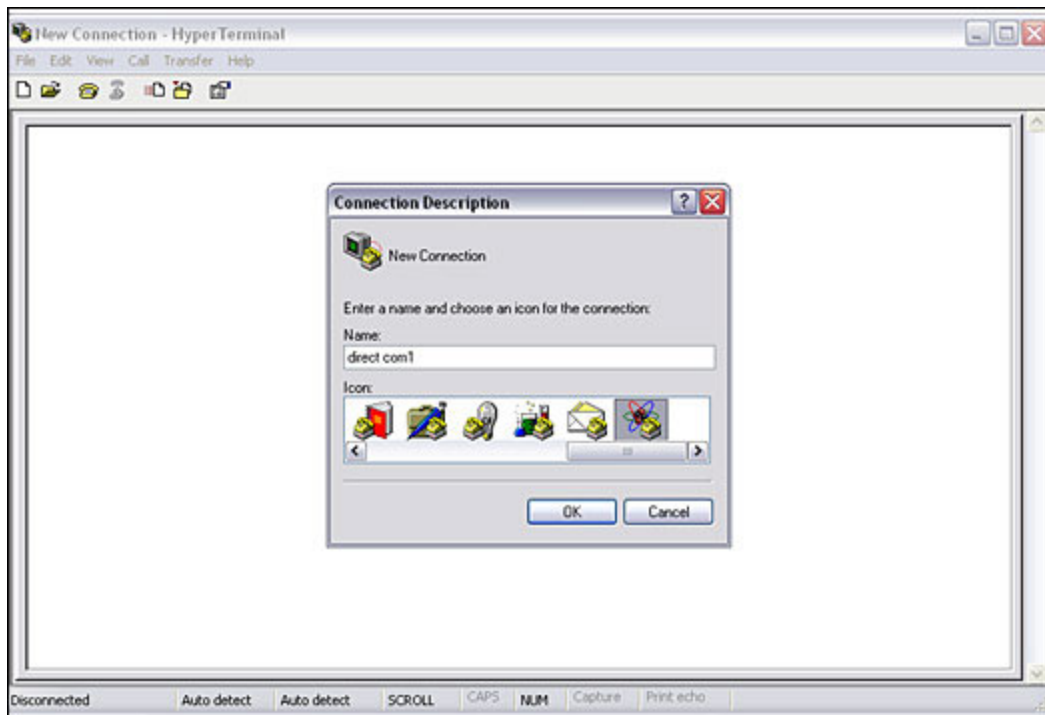 New Connection - HyperTerminal
File Edit View Call Transfer Help
Connection Description
New Connection
Enter a name and choose an icon for the connection:
Name:
direct com1
Icon:
OK Cancel
Disconnected Auto detect Auto detect SCROLL CAPS NUM Capture Print echo